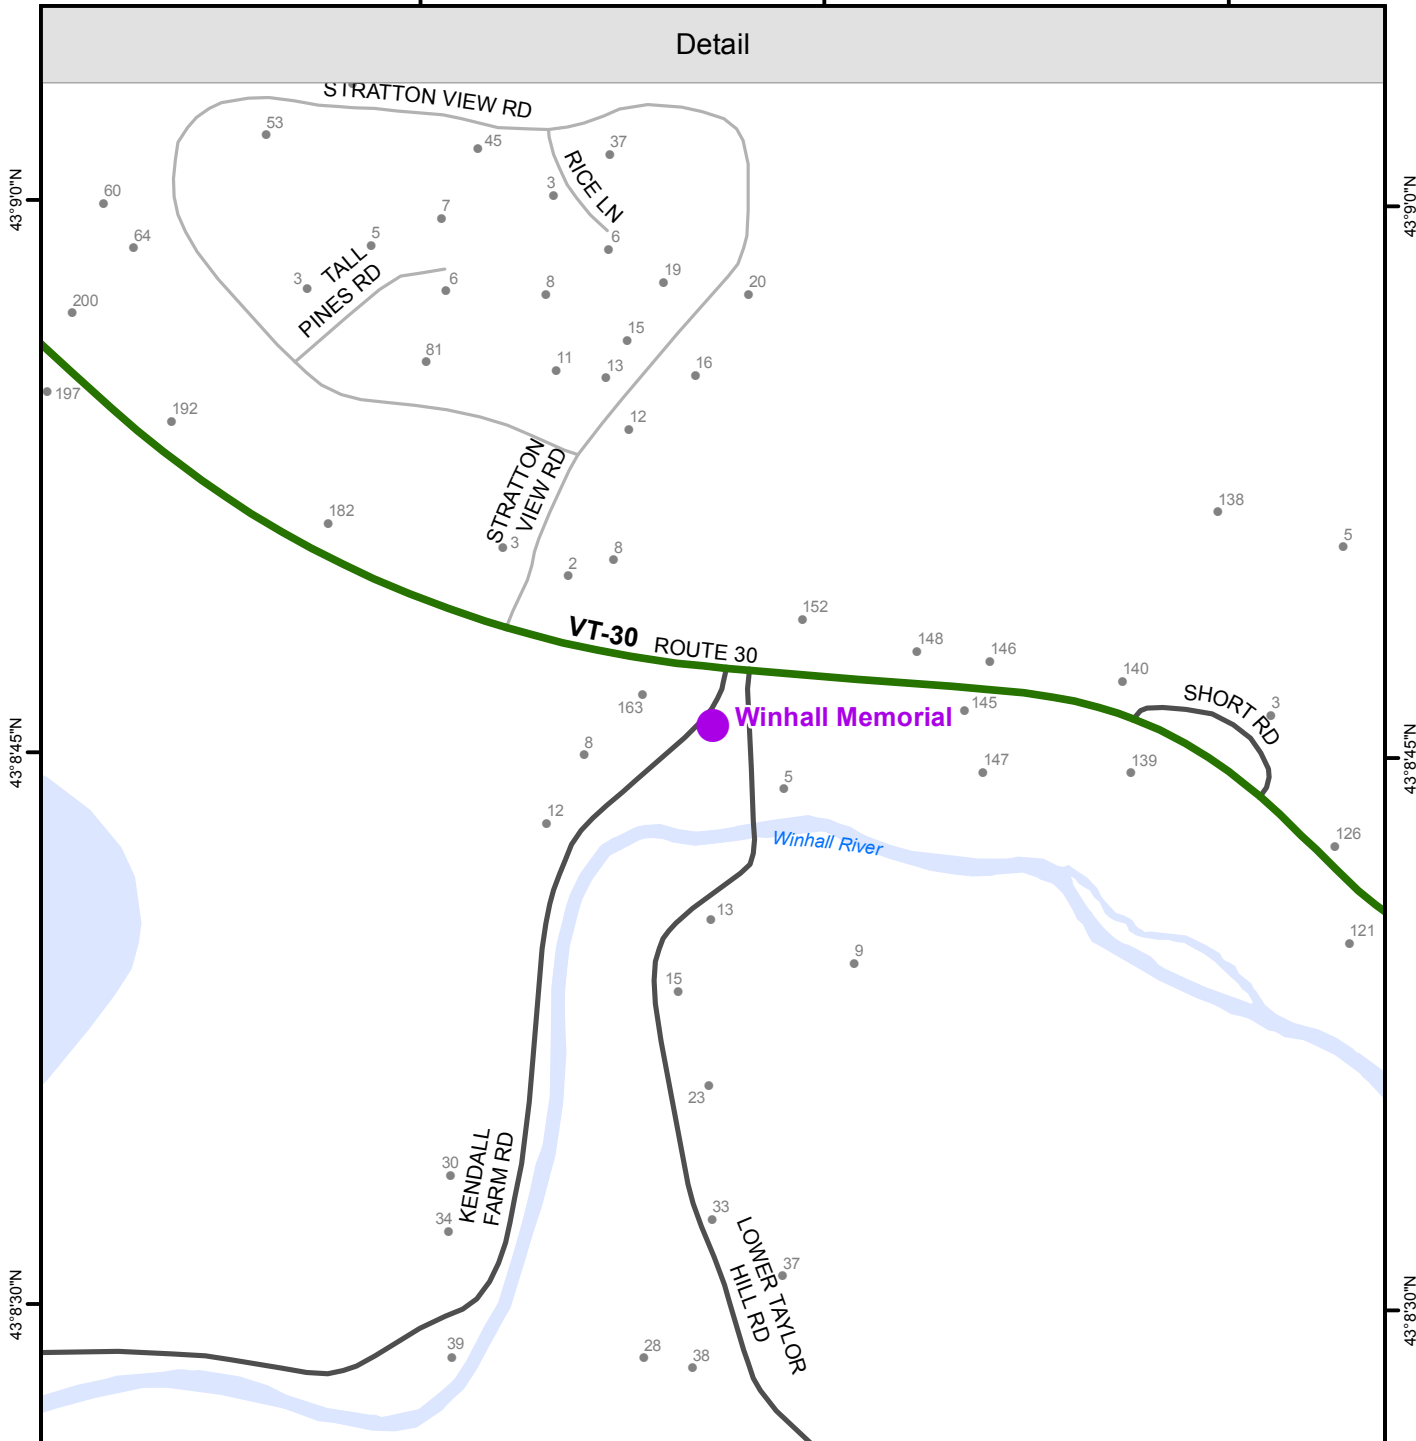 Detail
STRATTON VIEW RD
53
45
37
RICE LN
3
60
7
6
64
5
TALL
PINES RD
3
6
8
19
20
200
15
81
11
13
16
197
192
12
STRATTON
VIEW RD
182
3
8
2
138
5
152
VT-30
ROUTE 30
148
146
140
SHORT RD
3
163
Winhall Memorial
145
8
147
139
5
12
Winhall River
126
13
121
9
15
23
KENDALL
FARM RD
30
34
33
LOWER TAYLOR
HILL RD
37
39
28
38
43°9'0"N
43°9'0"N
43°8'45"N
43°8'45"N
43°8'30"N
43°8'30"N